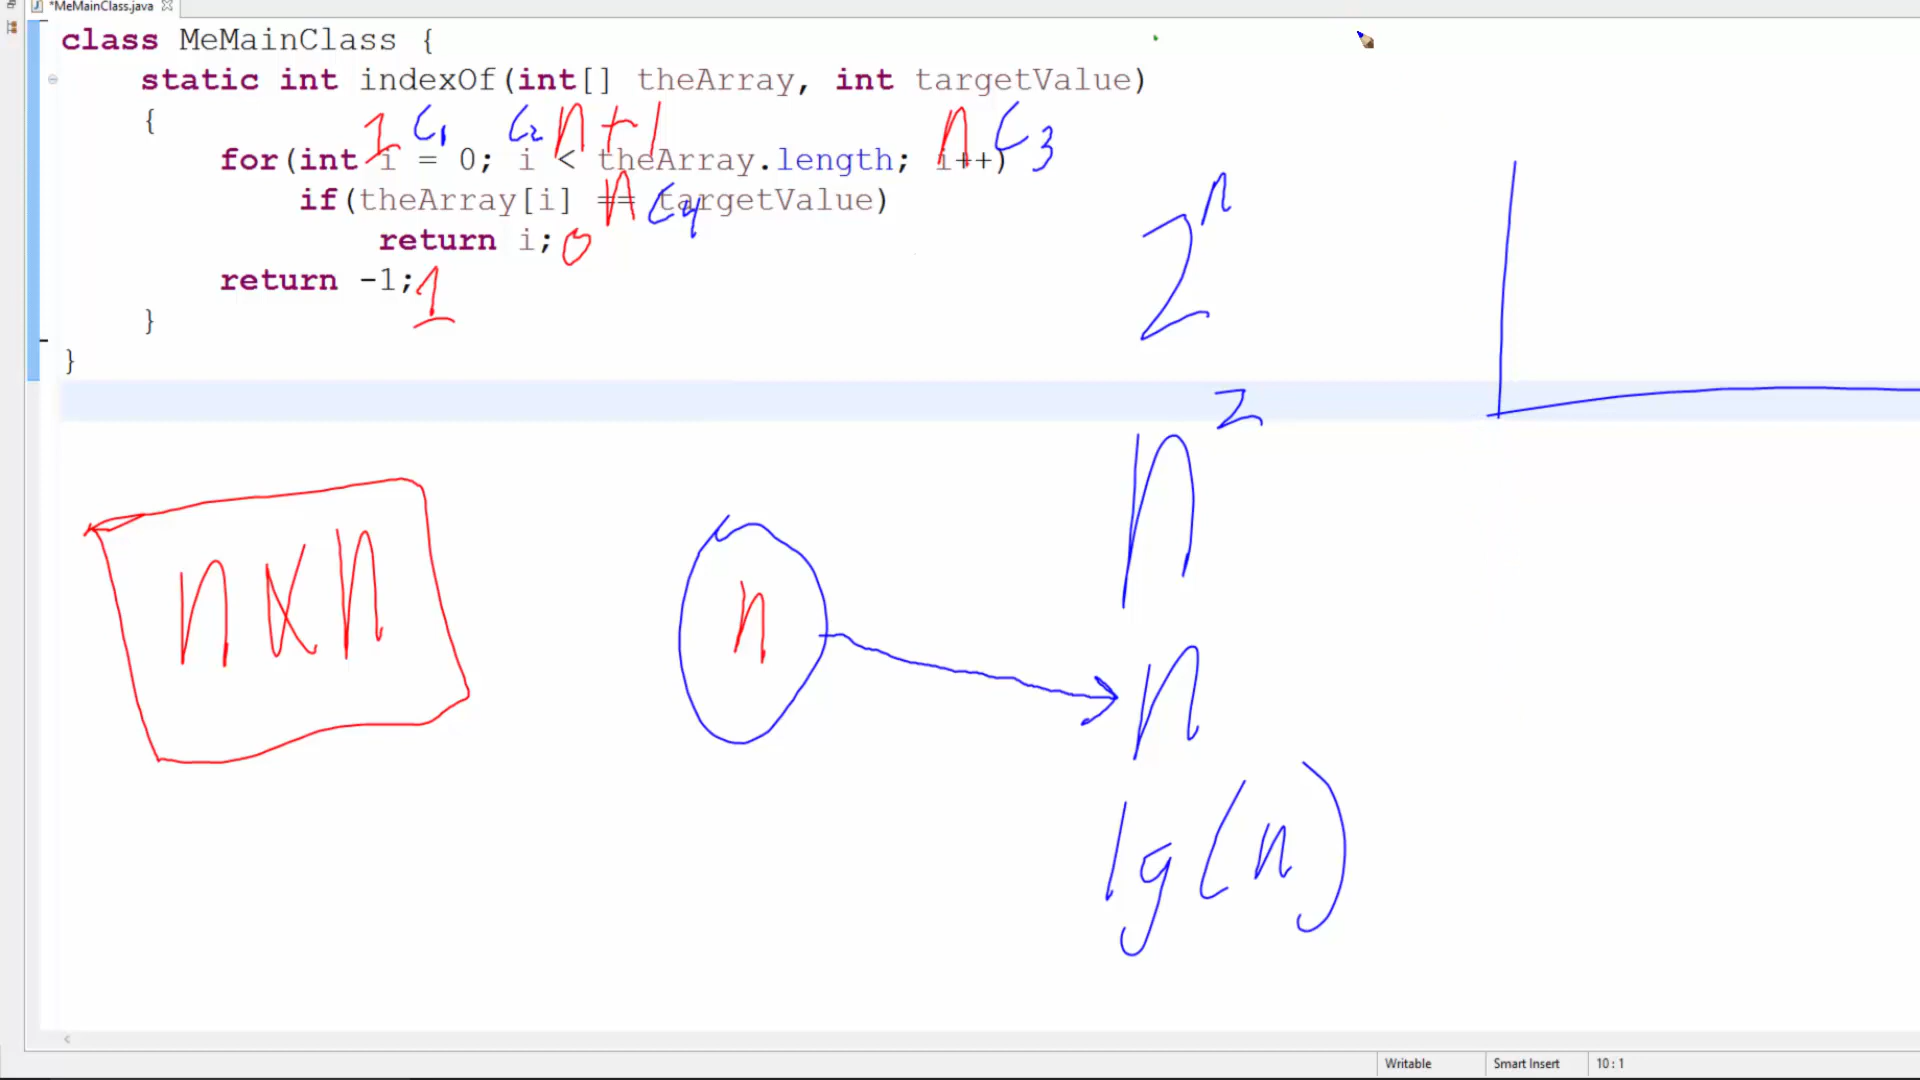 *MeMainClass.java
class MeMainClass {
static int indexOf(int[] theArray, int targetValue)
{
1 C1 C2 n+1 n C3
for(int i = 0; i < theArray.length; i++)
if(theArray[i] == targetValue) n C4
return i; 0
return -1; 1
}
}
2^n
n^2
n x n
n
n
lg(n)
Writable Smart Insert 10 : 1